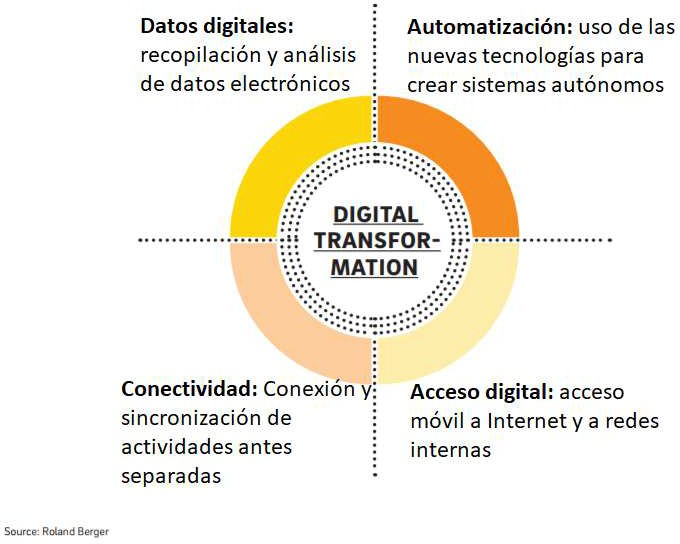 Datos digitales:
recopilación y análisis
de datos electrónicos
Automatización: uso de las
nuevas tecnologías para
crear sistemas autónomos
DIGITAL
TRANSFOR-
MATION
Conectividad: Conexión y
sincronización de
actividades antes
separadas
Acceso digital: acceso
móvil a Internet y a redes
internas
Source: Roland Berger